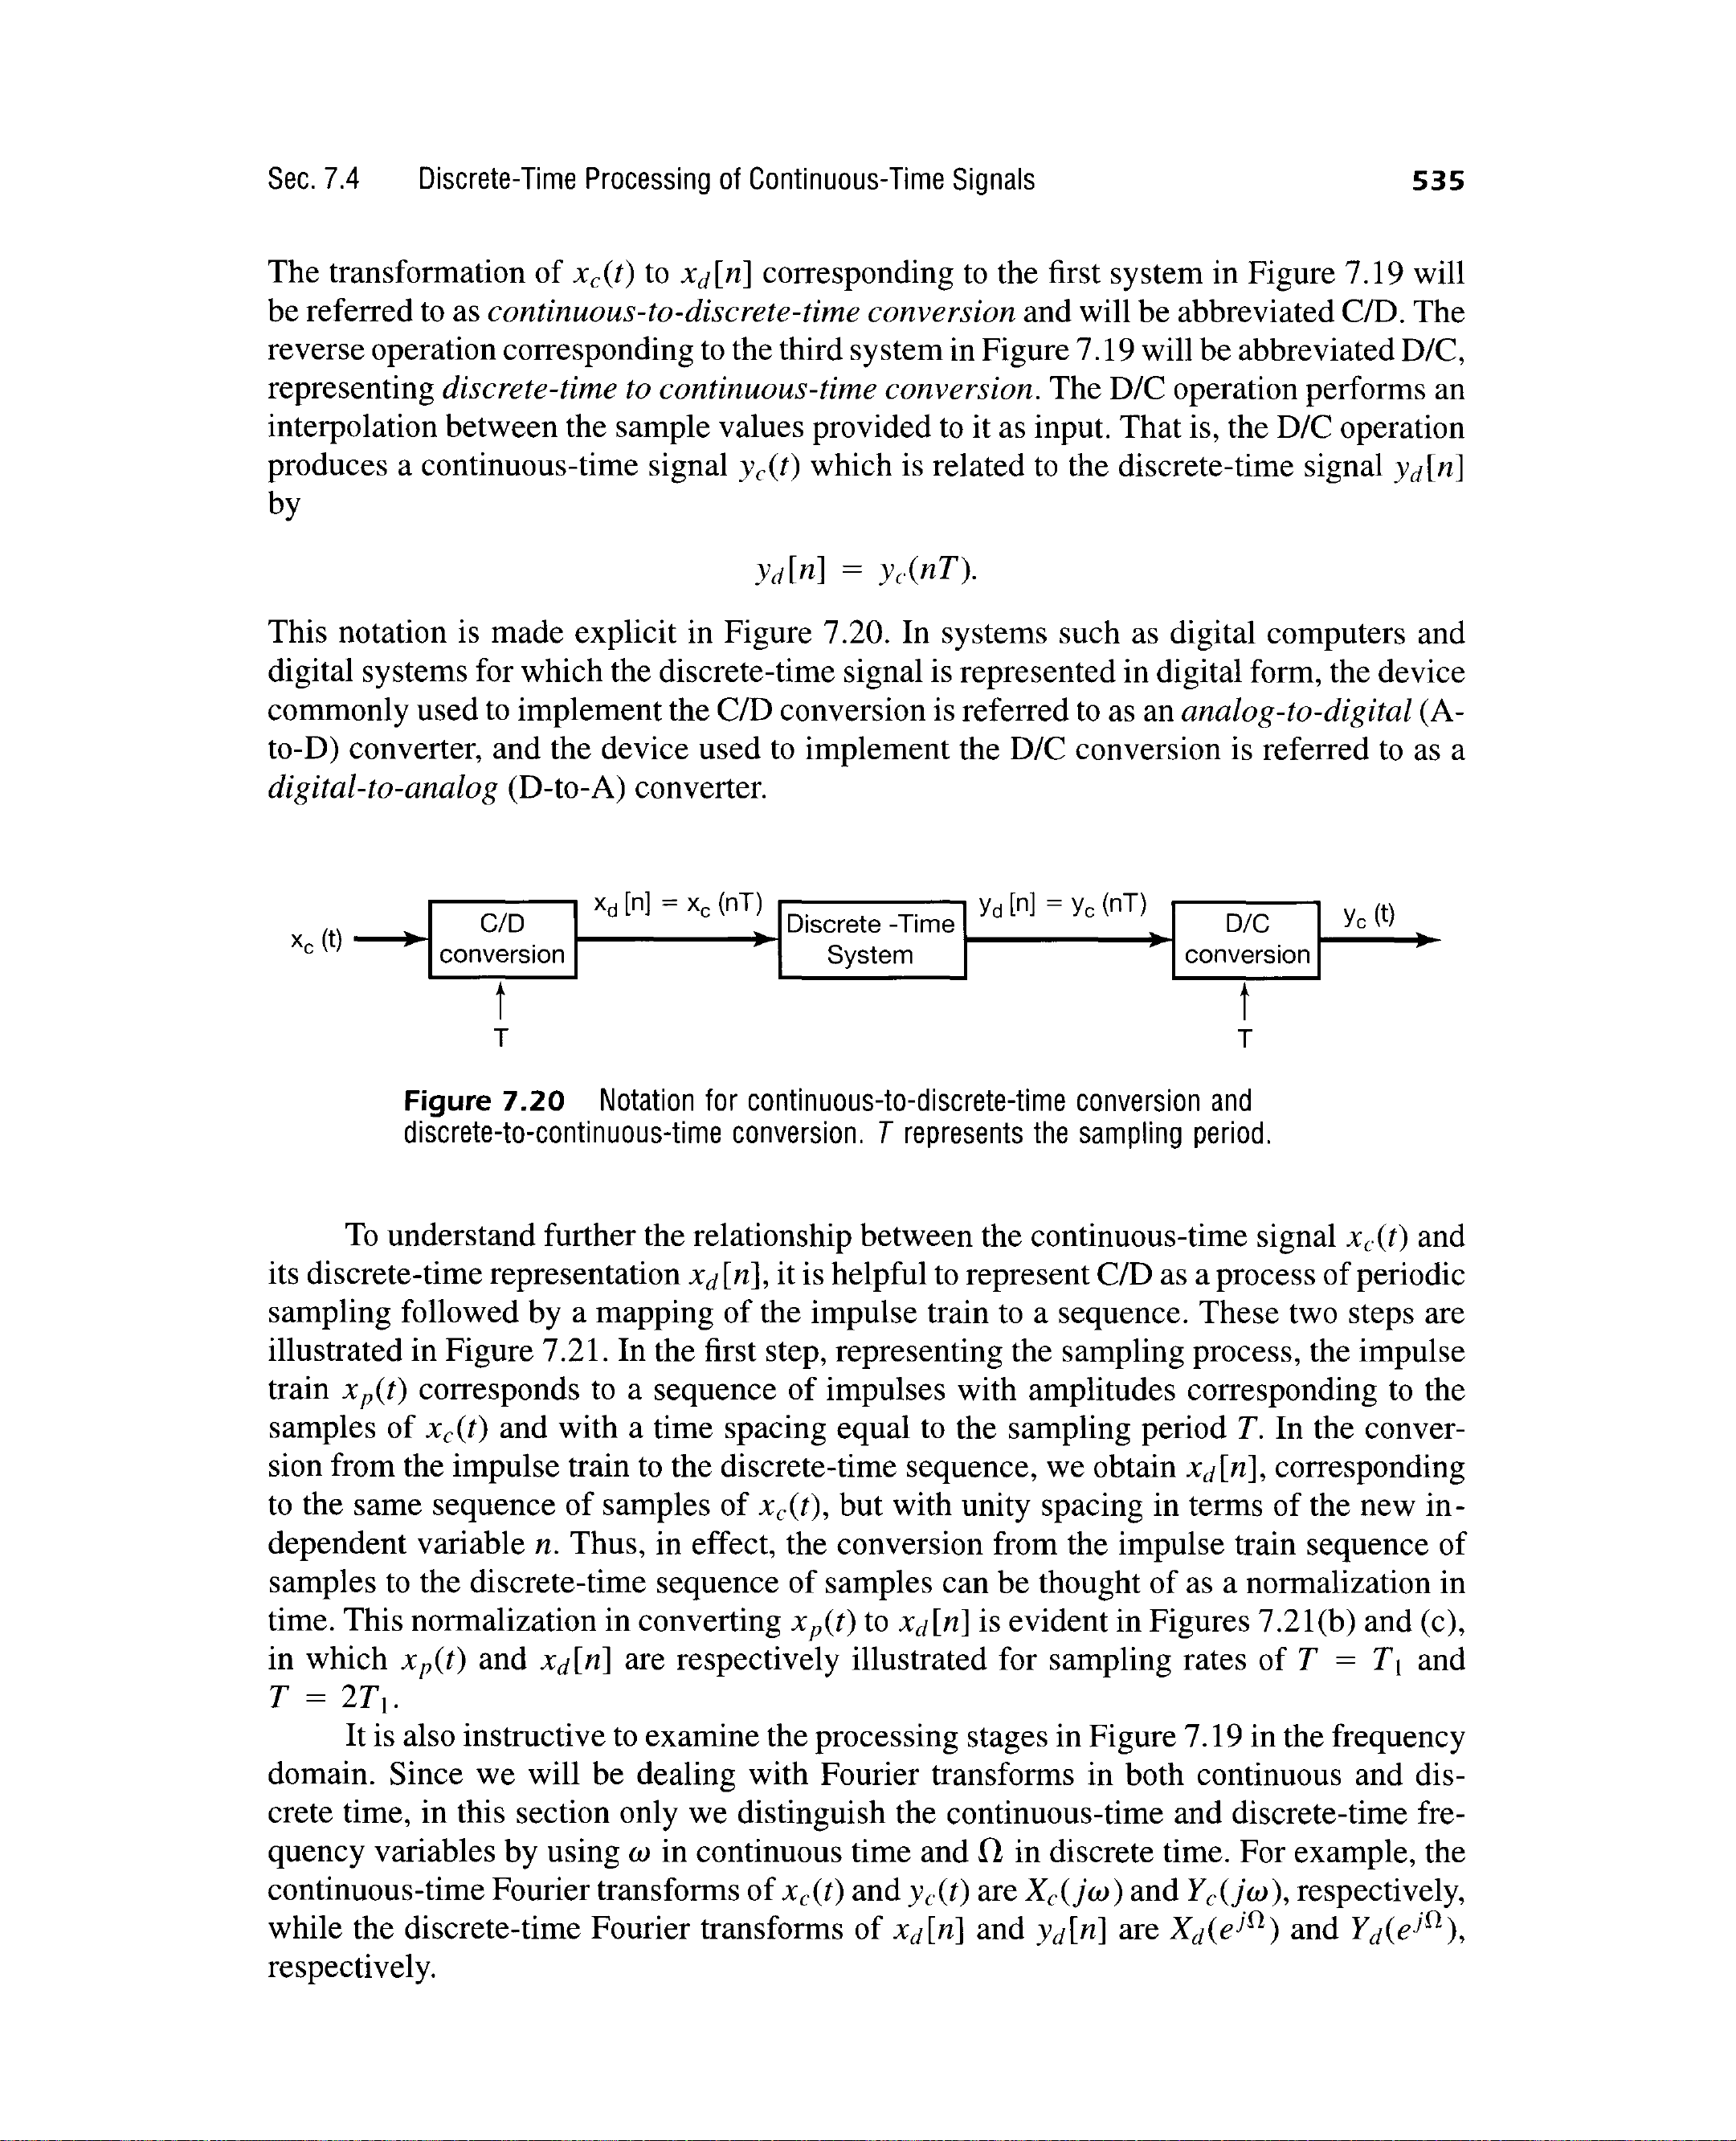 Sec. 7.4 Discrete-Time Processing of Continuous-Time Signals 535
The transformation of x_c(t) to x_d[n] corresponding to the first system in Figure 7.19 will
be referred to as continuous-to-discrete-time conversion and will be abbreviated C/D. The
reverse operation corresponding to the third system in Figure 7.19 will be abbreviated D/C,
representing discrete-time to continuous-time conversion. The D/C operation performs an
interpolation between the sample values provided to it as input. That is, the D/C operation
produces a continuous-time signal y_c(t) which is related to the discrete-time signal y_d[n]
by
y_d[n] = y_c(nT).
This notation is made explicit in Figure 7.20. In systems such as digital computers and
digital systems for which the discrete-time signal is represented in digital form, the device
commonly used to implement the C/D conversion is referred to as an analog-to-digital (A-
to-D) converter, and the device used to implement the D/C conversion is referred to as a
digital-to-analog (D-to-A) converter.
x_c (t)
C/D
conversion
T
x_d [n] = x_c (nT)
Discrete -Time
System
y_d [n] = y_c (nT)
D/C
conversion
T
y_c (t)
Figure 7.20 Notation for continuous-to-discrete-time conversion and
discrete-to-continuous-time conversion. T represents the sampling period.
To understand further the relationship between the continuous-time signal x_c(t) and
its discrete-time representation x_d[n], it is helpful to represent C/D as a process of periodic
sampling followed by a mapping of the impulse train to a sequence. These two steps are
illustrated in Figure 7.21. In the first step, representing the sampling process, the impulse
train x_p(t) corresponds to a sequence of impulses with amplitudes corresponding to the
samples of x_c(t) and with a time spacing equal to the sampling period T. In the conver-
sion from the impulse train to the discrete-time sequence, we obtain x_d[n], corresponding
to the same sequence of samples of x_c(t), but with unity spacing in terms of the new in-
dependent variable n. Thus, in effect, the conversion from the impulse train sequence of
samples to the discrete-time sequence of samples can be thought of as a normalization in
time. This normalization in converting x_p(t) to x_d[n] is evident in Figures 7.21(b) and (c),
in which x_p(t) and x_d[n] are respectively illustrated for sampling rates of T = T₁ and
T = 2T₁.
It is also instructive to examine the processing stages in Figure 7.19 in the frequency
domain. Since we will be dealing with Fourier transforms in both continuous and dis-
crete time, in this section only we distinguish the continuous-time and discrete-time fre-
quency variables by using ω in continuous time and Ω in discrete time. For example, the
continuous-time Fourier transforms of x_c(t) and y_c(t) are X_c(jω) and Y_c(jω), respectively,
while the discrete-time Fourier transforms of x_d[n] and y_d[n] are X_d(e^{jΩ}) and Y_d(e^{jΩ}),
respectively.